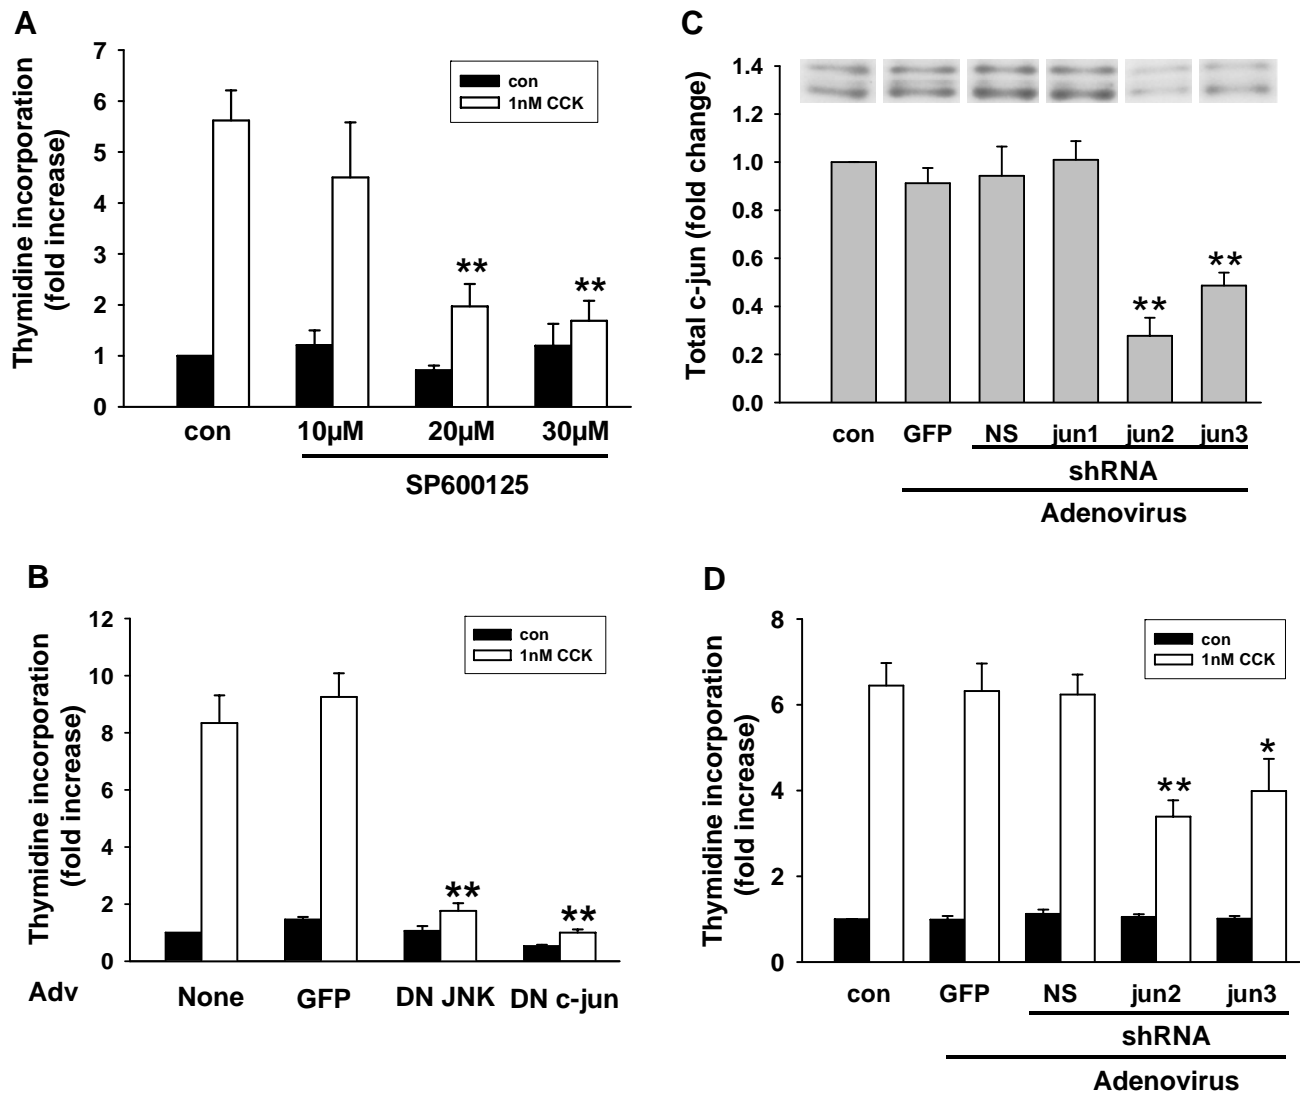 A
Thymidine incorporation
(fold increase)
7
6
5
4
3
2
1
0
con
1nM CCK
**
**
con 10µM 20µM 30µM
SP600125
B
Thymidine incorporation
(fold increase)
12
10
8
6
4
2
0
con
1nM CCK
**
**
Adv None GFP DN JNK DN c-jun
C
Total c-jun (fold change)
1.4
1.2
1.0
0.8
0.6
0.4
0.2
0.0
**
**
con GFP NS jun1 jun2 jun3
shRNA
Adenovirus
D
Thymidine incorporation
(fold increase)
8
6
4
2
0
con
1nM CCK
**
*
con GFP NS jun2 jun3
shRNA
Adenovirus